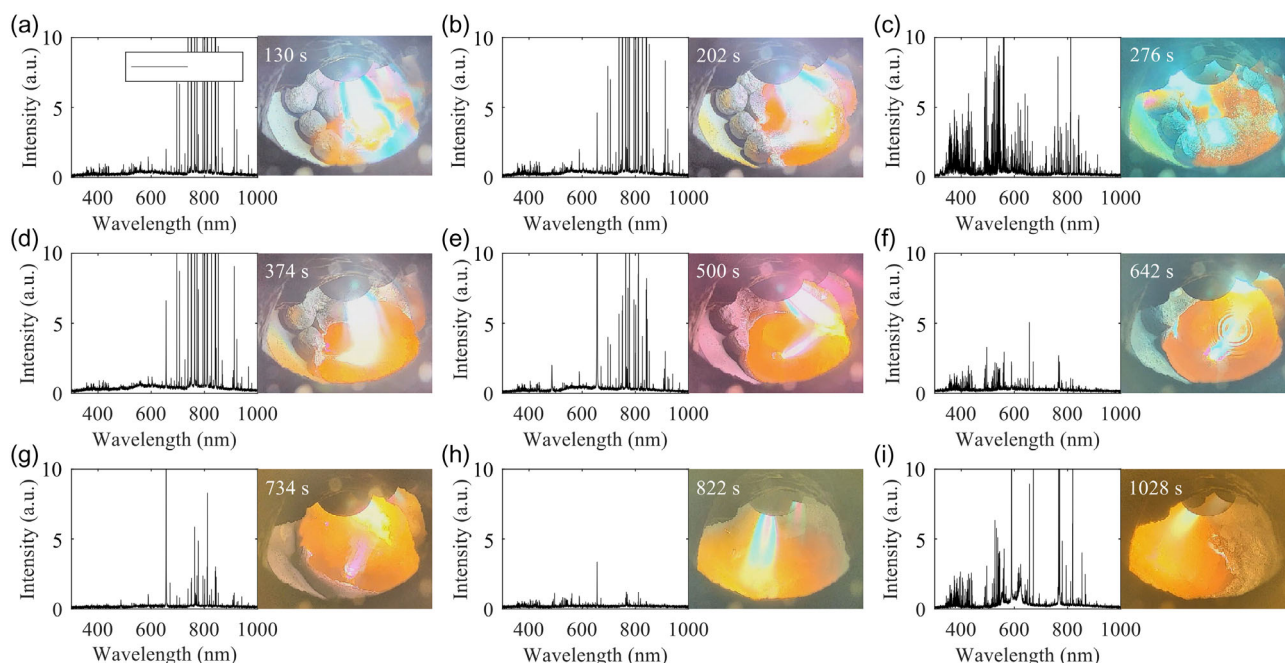 (a)
10
5
0
Intensity (a.u.)
400 600 800 1000
Wavelength (nm)
130 s
(b)
10
5
0
Intensity (a.u.)
400 600 800 1000
Wavelength (nm)
202 s
(c)
10
5
0
Intensity (a.u.)
400 600 800 1000
Wavelength (nm)
276 s
(d)
10
5
0
Intensity (a.u.)
400 600 800 1000
Wavelength (nm)
374 s
(e)
10
5
0
Intensity (a.u.)
400 600 800 1000
Wavelength (nm)
500 s
(f)
10
5
0
Intensity (a.u.)
400 600 800 1000
Wavelength (nm)
642 s
(g)
10
5
0
Intensity (a.u.)
400 600 800 1000
Wavelength (nm)
734 s
(h)
10
5
0
Intensity (a.u.)
400 600 800 1000
Wavelength (nm)
822 s
(i)
10
5
0
Intensity (a.u.)
400 600 800 1000
Wavelength (nm)
1028 s